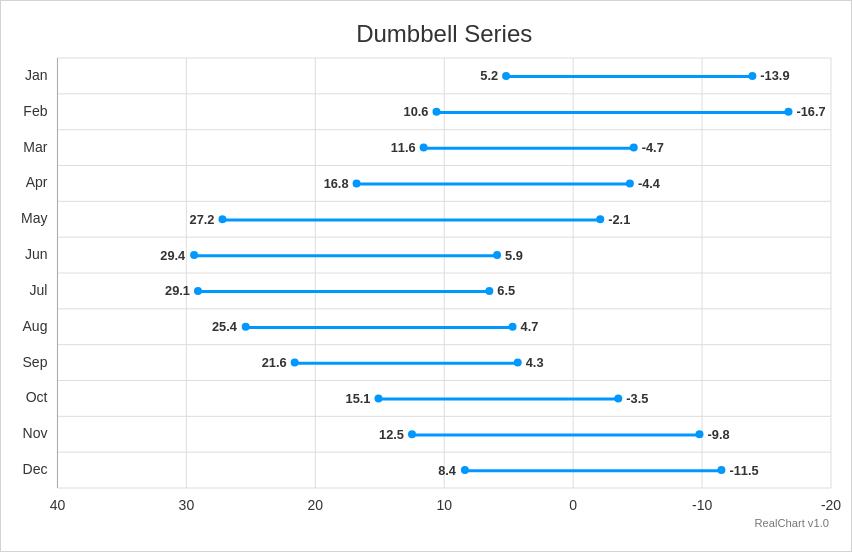 Dumbbell Series
Jan 5.2 -13.9
Feb 10.6 -16.7
Mar 11.6 -4.7
Apr 16.8 -4.4
May 27.2 -2.1
Jun 29.4 5.9
Jul 29.1 6.5
Aug 25.4 4.7
Sep 21.6 4.3
Oct 15.1 -3.5
Nov 12.5 -9.8
Dec 8.4 -11.5
40 30 20 10 0 -10 -20
RealChart v1.0